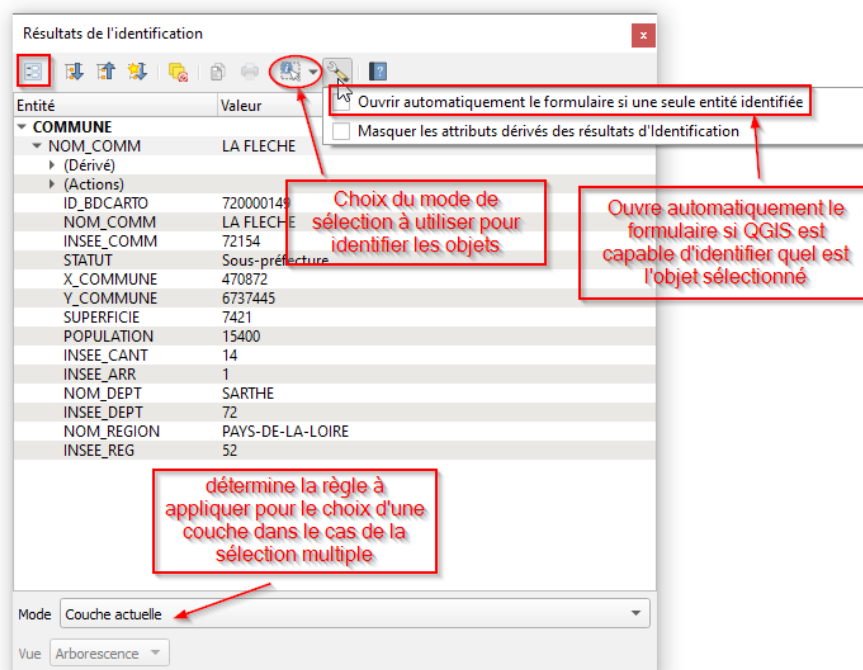 Résultats de l'identification
x
Ouvrir automatiquement le formulaire si une seule entité identifiée
Masquer les attributs dérivés des résultats d'Identification
Entité Valeur
COMMUNE
NOM_COMM LA FLECHE
(Dérivé)
(Actions)
ID_BDCARTO 720000149
NOM_COMM LA FLECHE
INSEE_COMM 72154
STATUT Sous-préfecture
X_COMMUNE 470872
Y_COMMUNE 6737445
SUPERFICIE 7421
POPULATION 15400
INSEE_CANT 14
INSEE_ARR 1
NOM_DEPT SARTHE
INSEE_DEPT 72
NOM_REGION PAYS-DE-LA-LOIRE
INSEE_REG 52
Choix du mode de
sélection à utiliser pour
identifier les objets
Ouvre automatiquement le
formulaire si QGIS est
capable d'identifier quel est
l'objet sélectionné
détermine la règle à
appliquer pour le choix d'une
couche dans le cas de la
sélection multiple
Mode Couche actuelle
Vue Arborescence